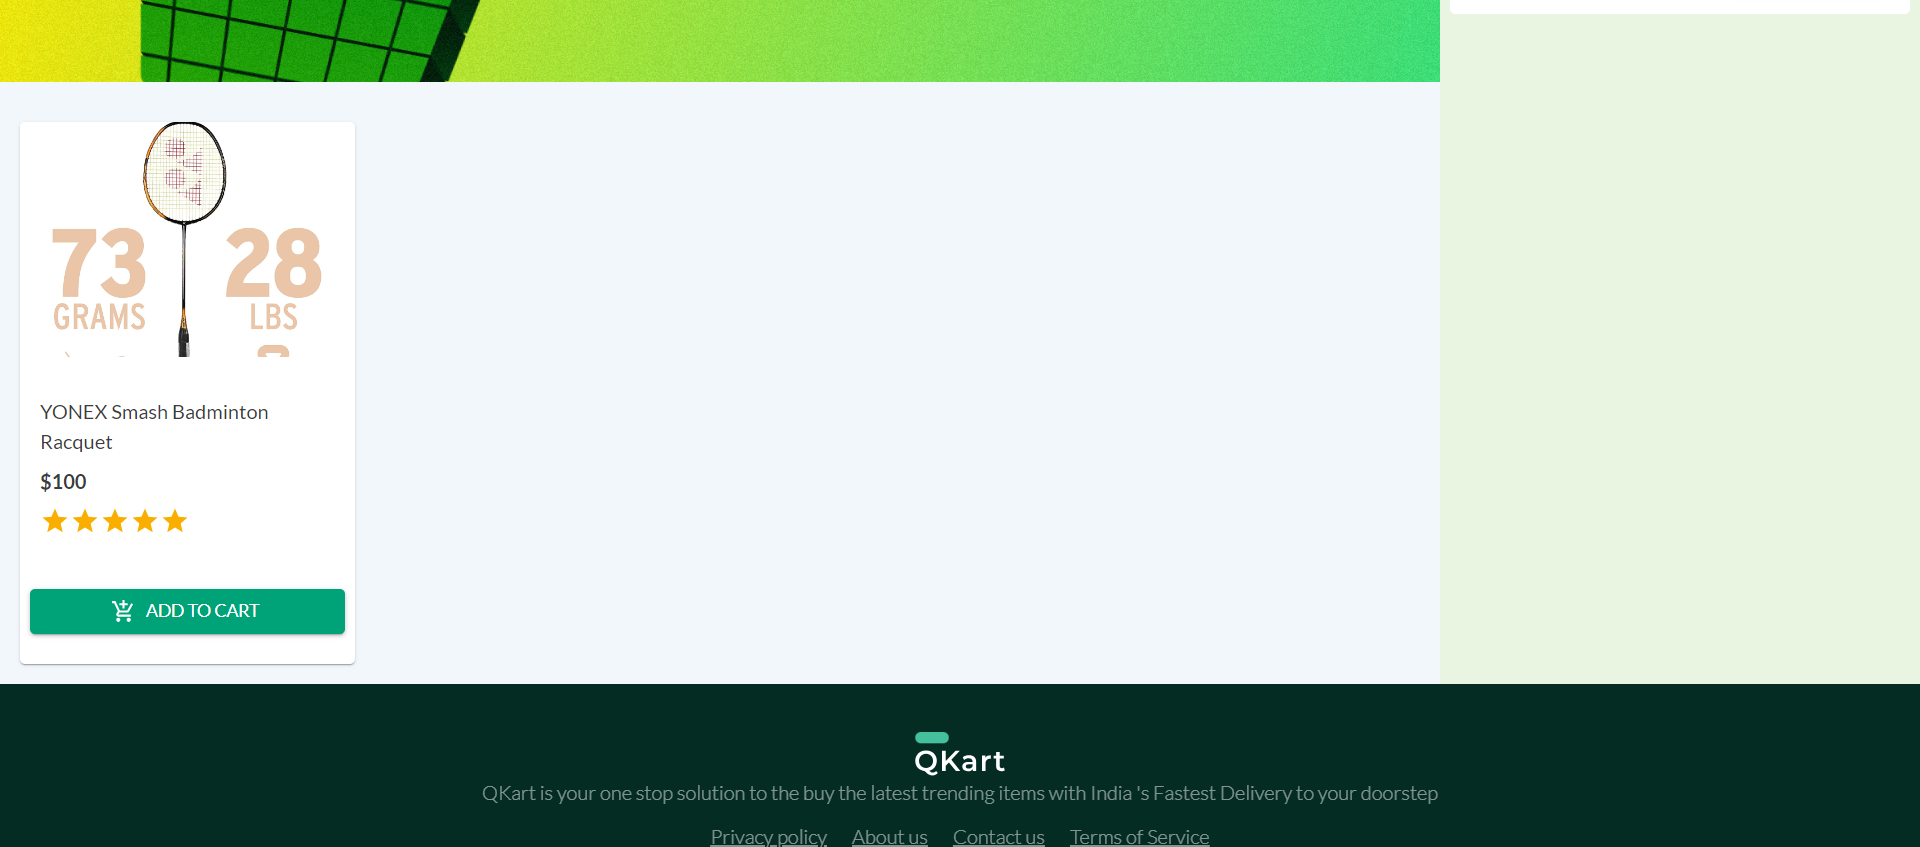 73
GRAMS
28
LBS
YONEX Smash Badminton
Racquet
$100
ADD TO CART
QKart
QKart is your one stop solution to the buy the latest trending items with India 's Fastest Delivery to your doorstep
Privacy policy About us Contact us Terms of Service